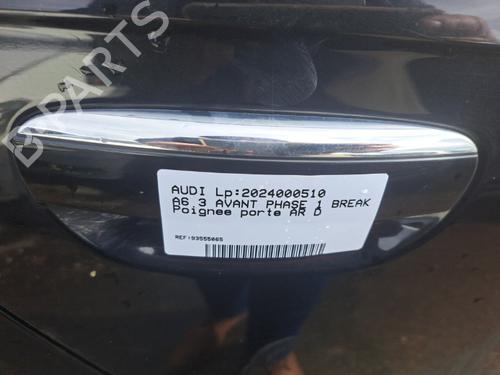 B-PARTS
AUDI Lp:2024000510
A6 3 AVANT PHASE 1 BREAK
Poignee porte AR D
REF:93555065